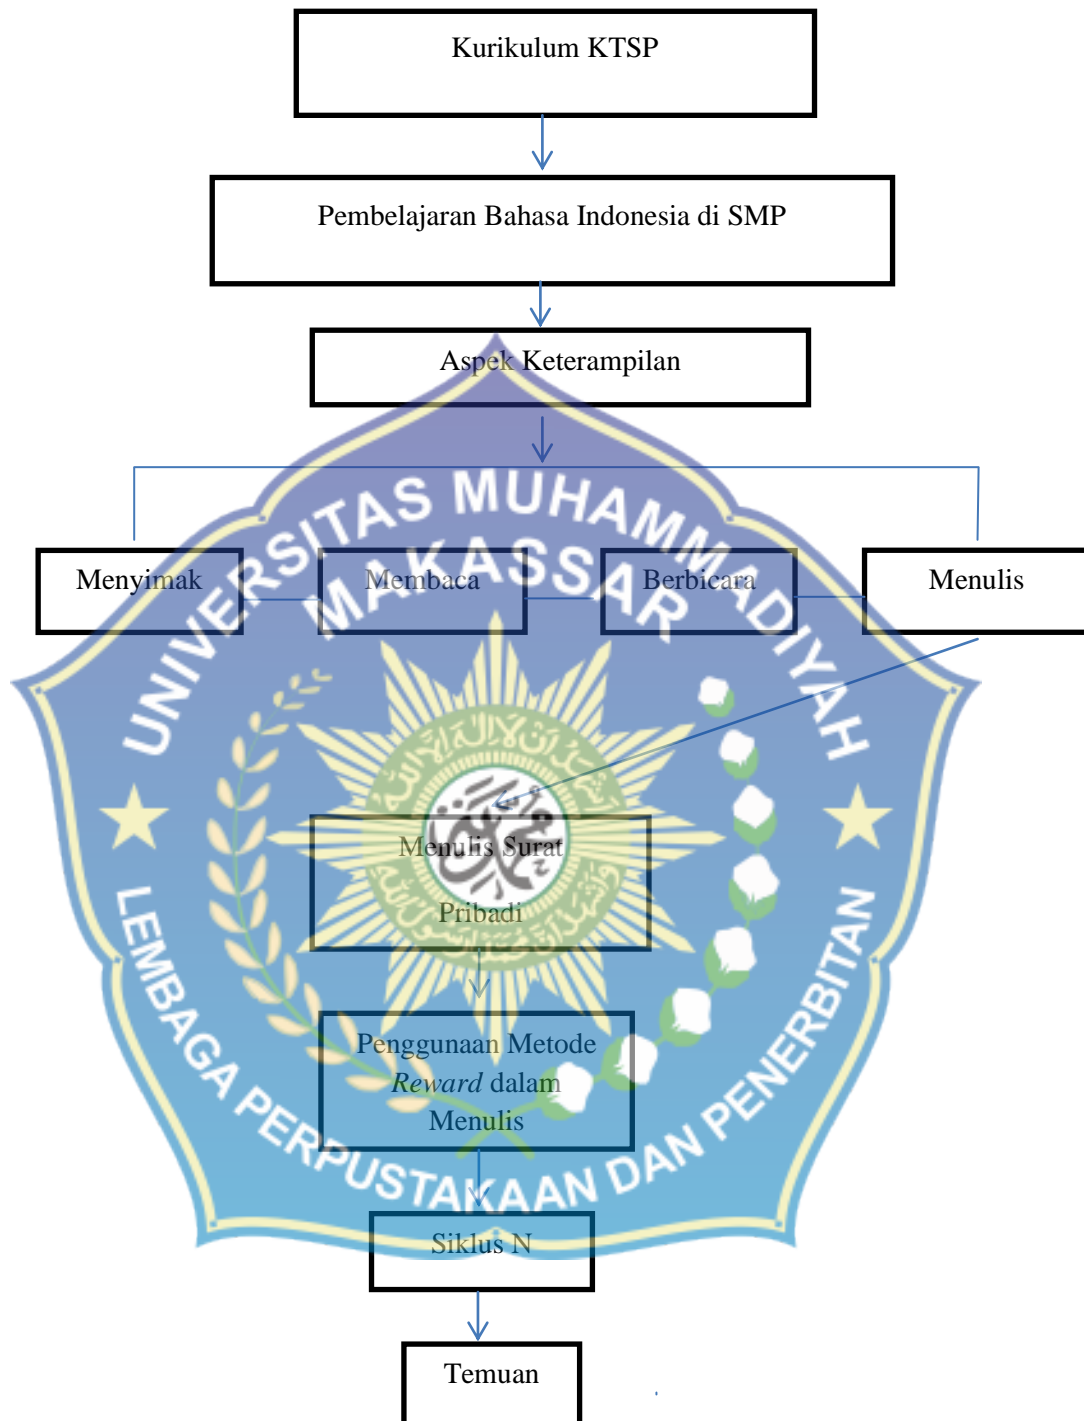 Kurikulum KTSP
Pembelajaran Bahasa Indonesia di SMP
Aspek Keterampilan
UNIVERSITAS MUHAMMADIYAH
MAKASSAR
Menyimak
Membaca
Berbicara
Menulis
Menulis Surat
Pribadi
Penggunaan Metode
Reward dalam
Menulis
LEMBAGA PERPUSTAKAAN DAN PENERBITAN
Siklus N
Temuan